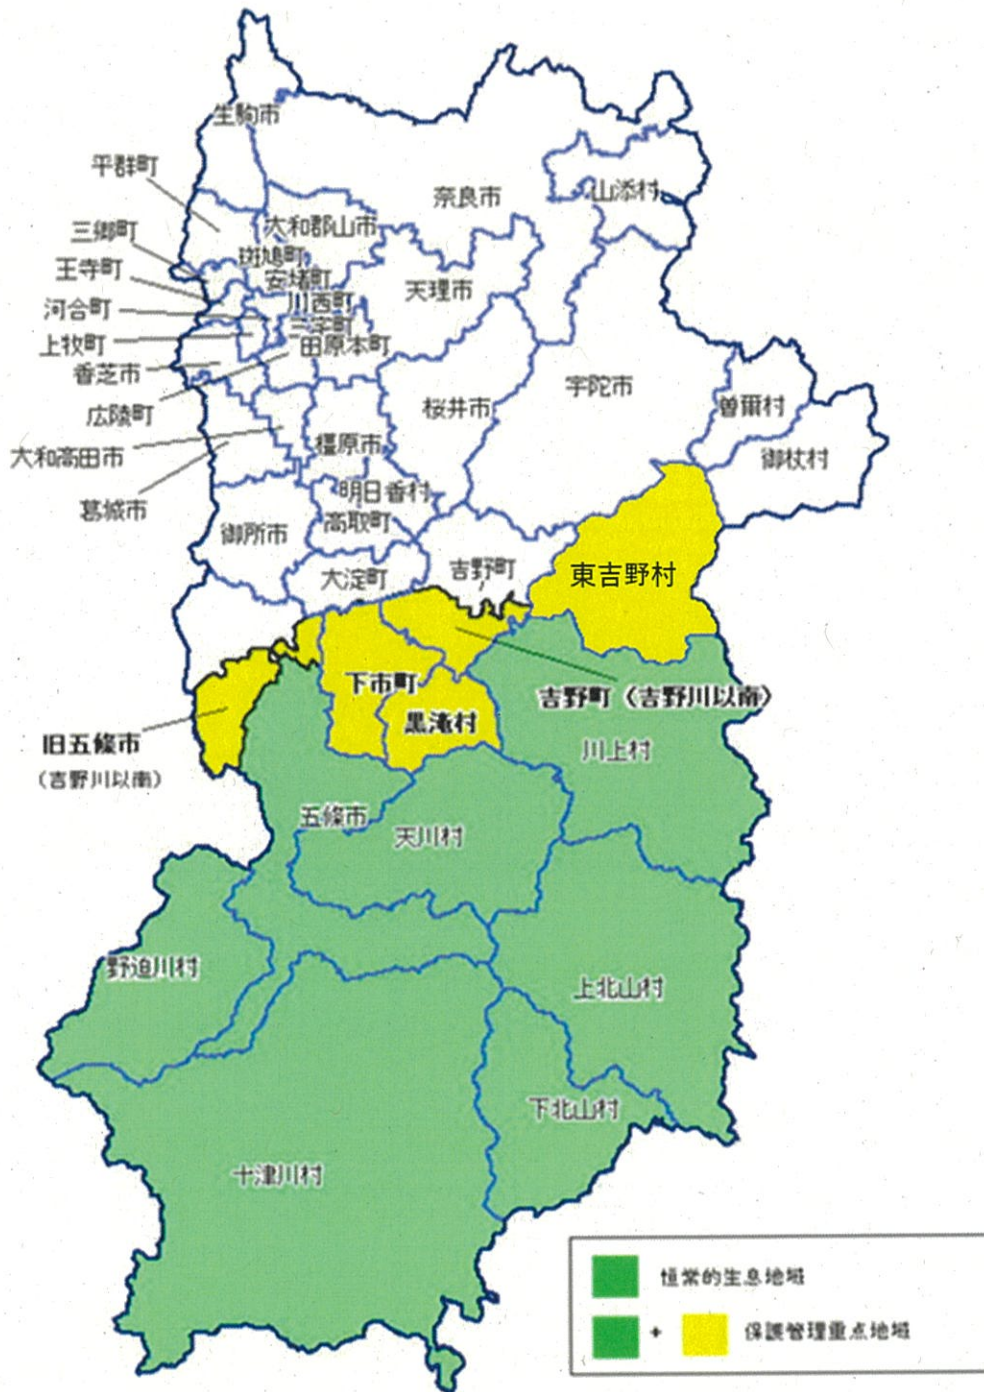 生駒市
平群町
奈良市
山添村
大和郡山市
三郷町
斑鳩町
王寺町
安堵町
天理市
河合町
川西町
三宅町
上牧町
田原本町
香芝市
宇陀市
曽爾村
広陵町
桜井市
大和高田市
橿原市
御杖村
葛城市
明日香村
御所市
高取町
大淀町
吉野町
東吉野村
下市町
吉野町（吉野川以南）
黒滝村
旧五條市
（吉野川以南）
川上村
五條市
天川村
野迫川村
上北山村
下北山村
十津川村
恒常的生息地域
+ 保護管理重点地域